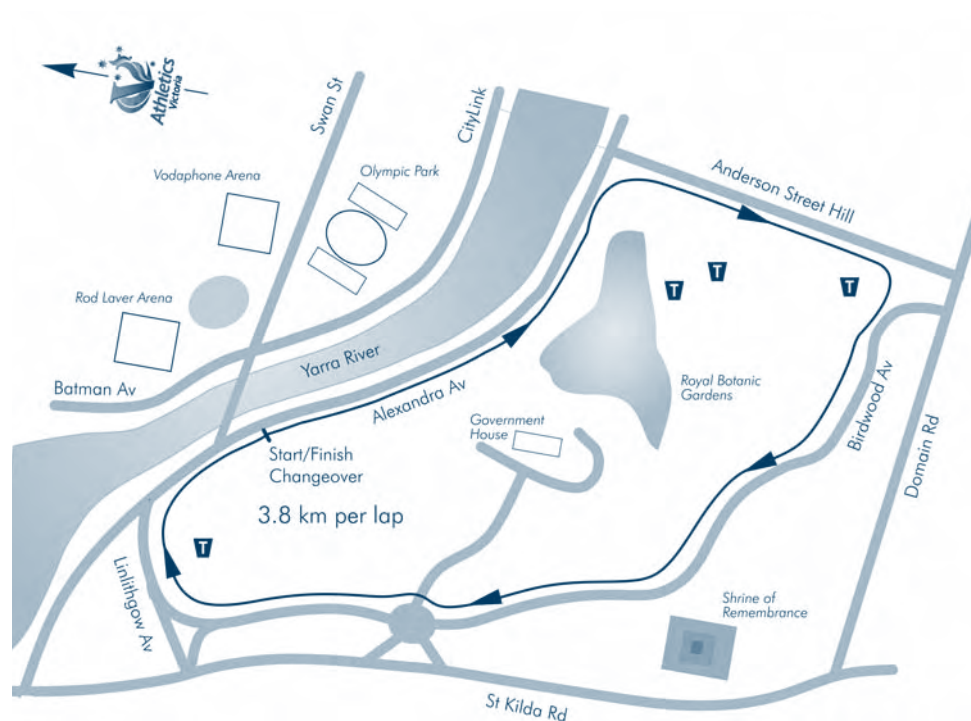 Athletics
Victoria
Swan St
CityLink
Vodaphone Arena
Olympic Park
Anderson Street Hill
Rod Laver Arena
T
T
T
Yarra River
Batman Av
Alexandra Av
Royal Botanic
Gardens
Birdwood Av
Government
House
Start/Finish
Changeover
Domain Rd
3.8 km per lap
T
Linlithgow Av
Shrine of
Remembrance
St Kilda Rd